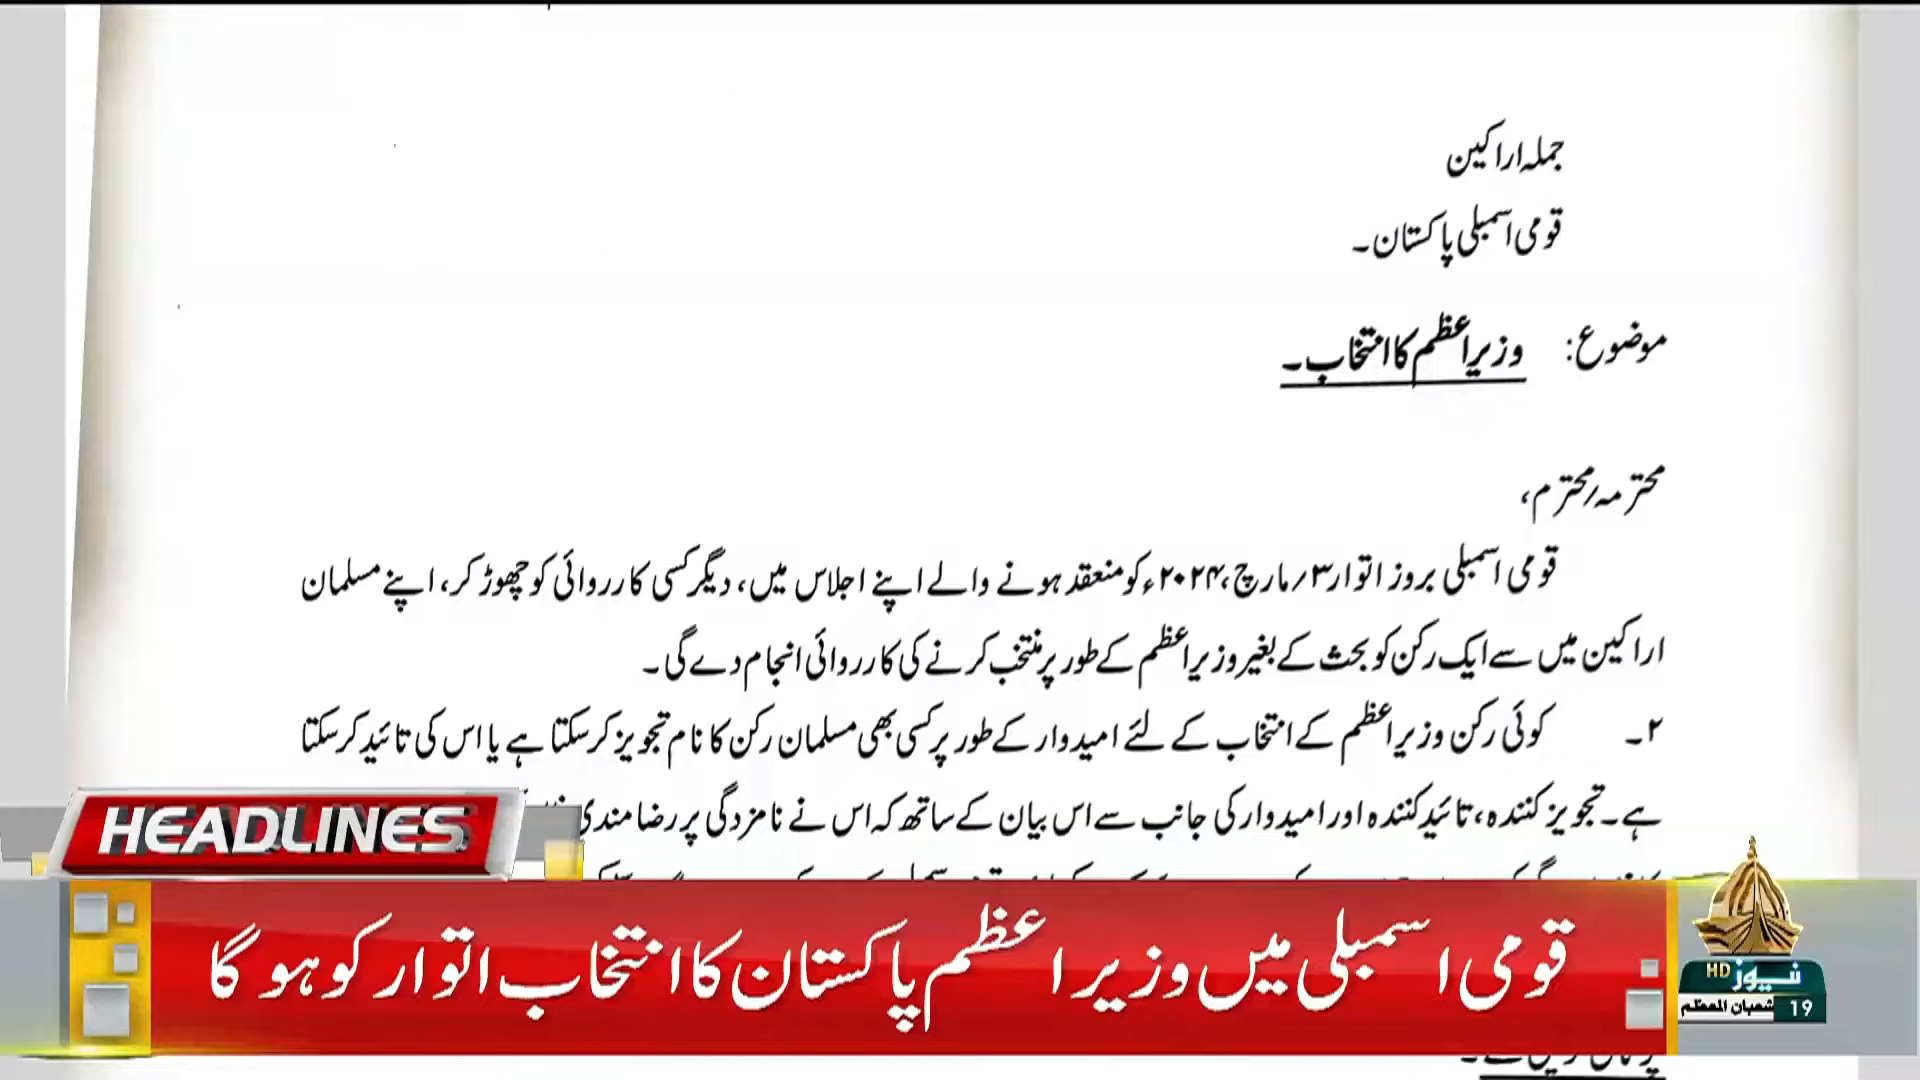 جملہ اراکین
قومی اسمبلی پاکستان۔
موضوع: وزیراعظم کا انتخاب۔
محترمہ/محترم،
قومی اسمبلی بروز اتوار ۳/مارچ، ۲۰۲۴ء کو منعقد ہونے والے اپنے اجلاس میں، دیگر کسی کارروائی کو چھوڑ کر، اپنے مسلمان
اراکین میں سے ایک رکن کو بحث کے بغیر وزیراعظم کے طور پر منتخب کرنے کی کارروائی انجام دے گی۔
۲۔ کوئی رکن وزیراعظم کے انتخاب کے لئے امیدوار کے طور پر کسی بھی مسلمان رکن کا نام تجویز کر سکتا ہے یا اس کی تائید کر سکتا
ہے۔ تجویز کنندہ، تائید کنندہ اور امیدوار کی جانب سے اس بیان کے ساتھ کہ اس نے نامزدگی پر رضامندی
HEADLINES
قومی اسمبلی میں وزیراعظم پاکستان کا انتخاب اتوار کو ہو گا
نیوز HD
19 شعبان المعظم